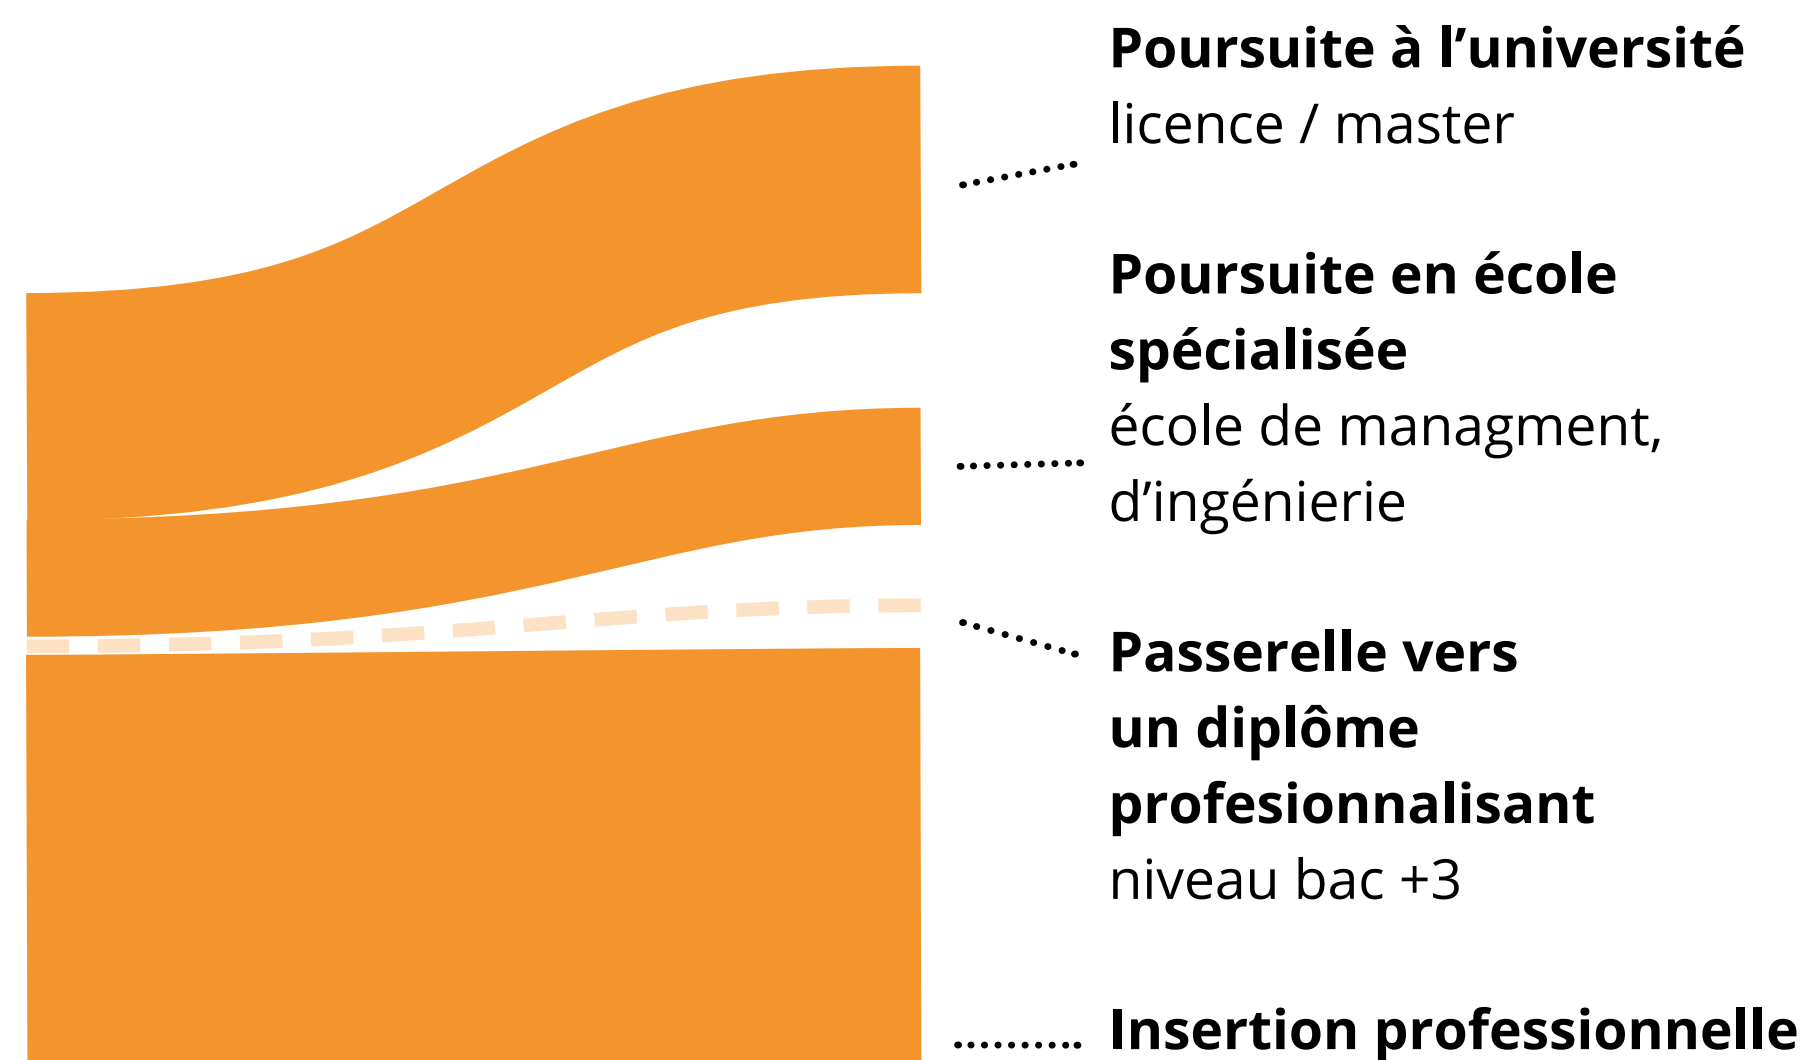 Poursuite à l’université
licence / master
Poursuite en école
spécialisée
école de managment,
d’ingénierie
Passerelle vers
un diplôme
profesionnalisant
niveau bac +3
Insertion professionnelle